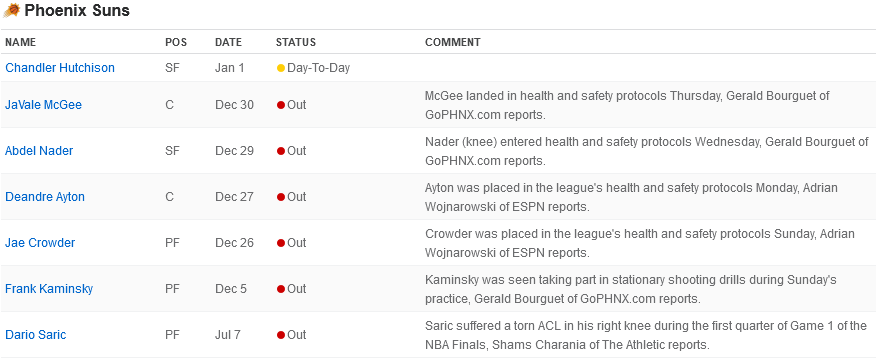 Phoenix Suns
NAME POS DATE STATUS COMMENT
Chandler Hutchison SF Jan 1 Day-To-Day
JaVale McGee C Dec 30 Out McGee landed in health and safety protocols Thursday, Gerald Bourguet of
GoPHNX.com reports.
Abdel Nader SF Dec 29 Out Nader (knee) entered health and safety protocols Wednesday, Gerald Bourguet of
GoPHNX.com reports.
Deandre Ayton C Dec 27 Out Ayton was placed in the league's health and safety protocols Monday, Adrian
Wojnarowski of ESPN reports.
Jae Crowder PF Dec 26 Out Crowder was placed in the league's health and safety protocols Sunday, Adrian
Wojnarowski of ESPN reports.
Frank Kaminsky PF Dec 5 Out Kaminsky was seen taking part in stationary shooting drills during Sunday's
practice, Gerald Bourguet of GoPHNX.com reports.
Dario Saric PF Jul 7 Out Saric suffered a torn ACL in his right knee during the first quarter of Game 1 of the
NBA Finals, Shams Charania of The Athletic reports.